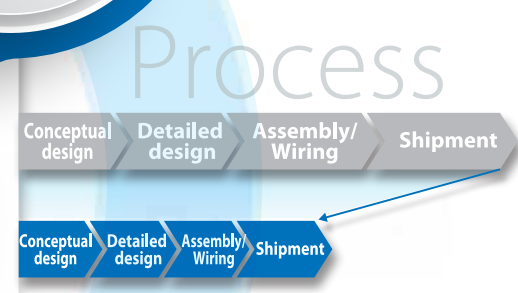 Process
Conceptual
design
Detailed
design
Assembly/
Wiring
Shipment
Conceptual
design
Detailed
design
Assembly/
Wiring
Shipment